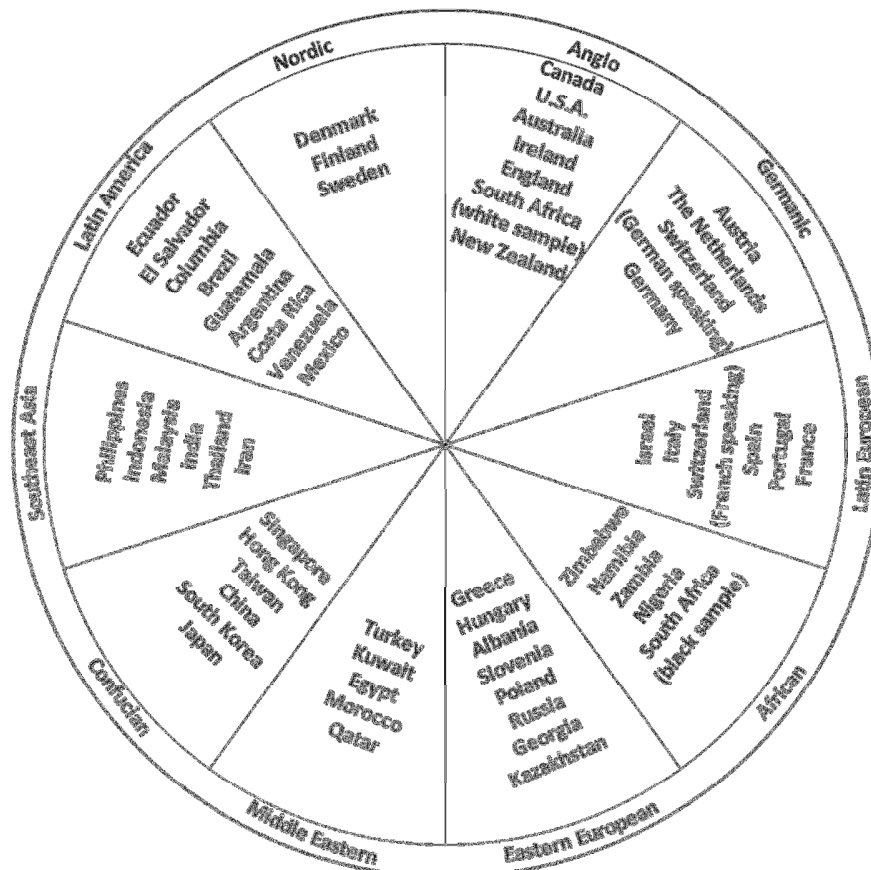 Anglo
Canada
U.S.A.
Australia
Ireland
England
South Africa
(white sample)
New Zealand
Germanic
Austria
The Netherlands
Switzerland
(German speaking)
Germany
Latin European
Israel
Italy
Switzerland
(Franch speaking)
Spain
Portugal
France
African
Zimbabwe
Namibia
Zambia
Nigeria
South Africa
(black sample)
Eastern European
Greece
Hungary
Albania
Slovenia
Poland
Russia
Georgia
Kazakhstan
Middle Eastern
Turkey
Kuwait
Egypt
Morocco
Qatar
Confucian
Singapore
Hong Kong
Taiwan
China
South Korea
Japan
Southeast Asia
Philippines
Indonesia
Malaysia
India
Thailand
Iran
Latin America
Ecuador
El Salvador
Columbia
Brazil
Guatemala
Argentina
Costa Rica
Venezuela
Mexico
Nordic
Denmark
Finland
Sweden